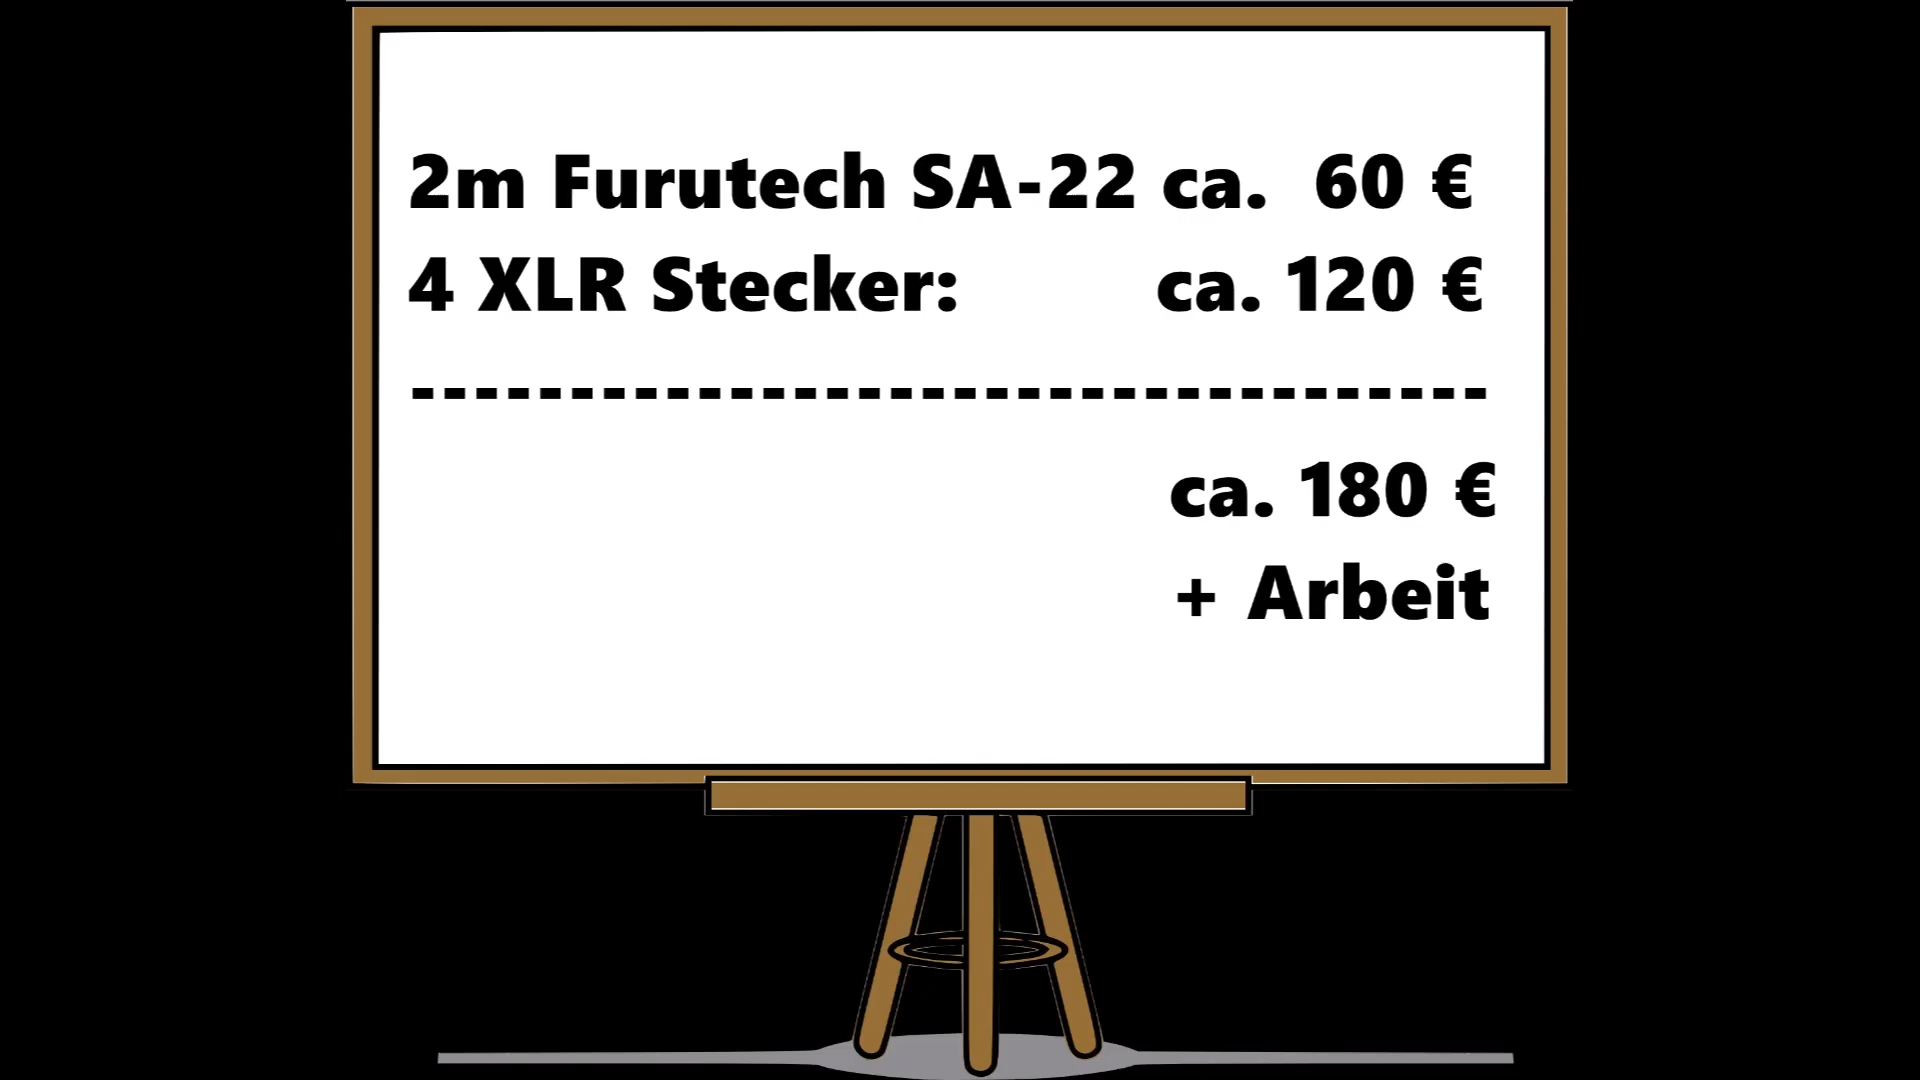 2m Furutech SA-22 ca. 60 €
4 XLR Stecker: ca. 120 €
----------------------------------
ca. 180 €
+ Arbeit